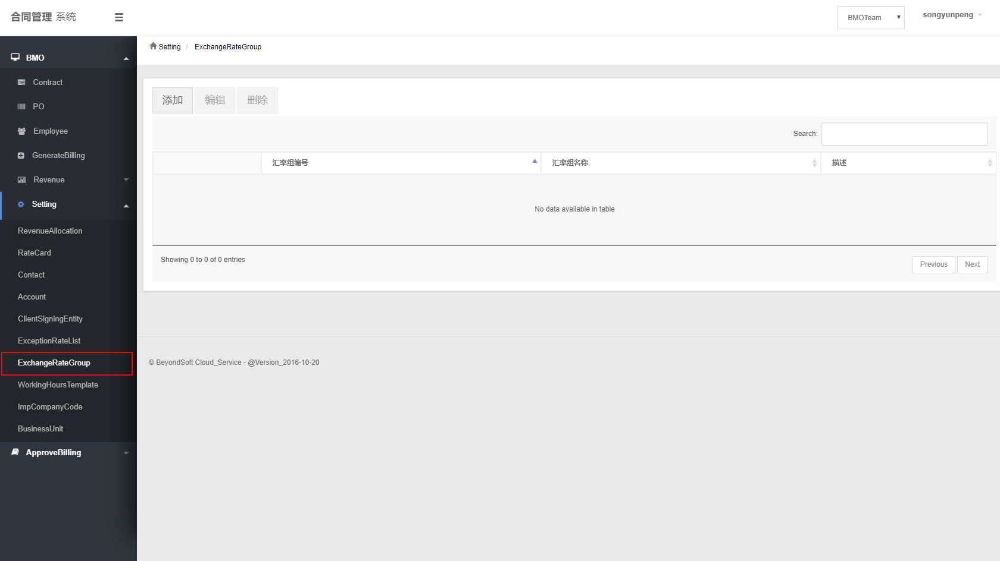 合同管理 系统
BMOTeam
songyunpeng
BMO
Contract
PO
Employee
GenerateBilling
Revenue
Setting
RevenueAllocation
RateCard
Contact
Account
ClientSigningEntity
ExceptionRateList
ExchangeRateGroup
WorkingHoursTemplate
ImpCompanyCode
BusinessUnit
ApproveBilling
Setting / ExchangeRateGroup
添加 编辑 删除
Search:
汇率组编号 汇率组名称 描述
No data available in table
Showing 0 to 0 of 0 entries
Previous Next
© BeyondSoft Cloud_Service - @Version_2016-10-20